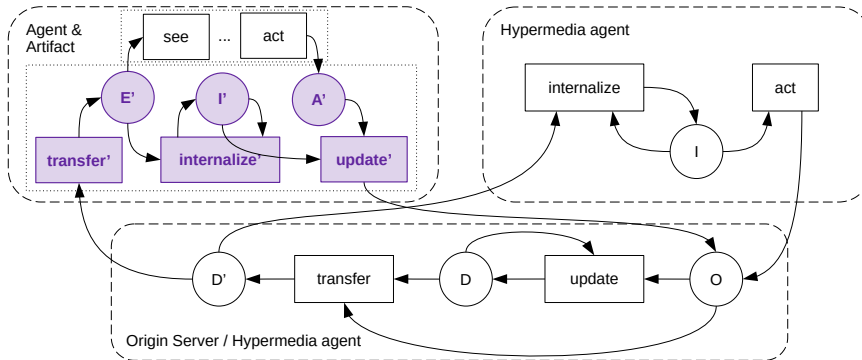 Agent &
Artifact
see
...
act
Hypermedia agent
E’
I’
A’
internalize
act
transfer’
internalize’
update’
I
D’
transfer
D
update
O
Origin Server / Hypermedia agent